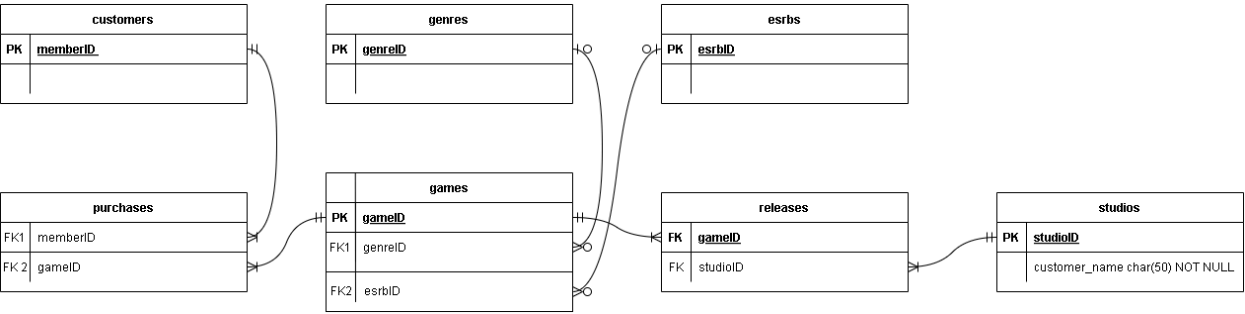 customers
PK memberID
genres
PK genreID
esrbs
PK esrbID
purchases
FK1 memberID
FK 2 gameID
games
PK gameID
FK1 genreID
FK2 esrbID
releases
FK gameID
FK studioID
studios
PK studioID
customer_name char(50) NOT NULL